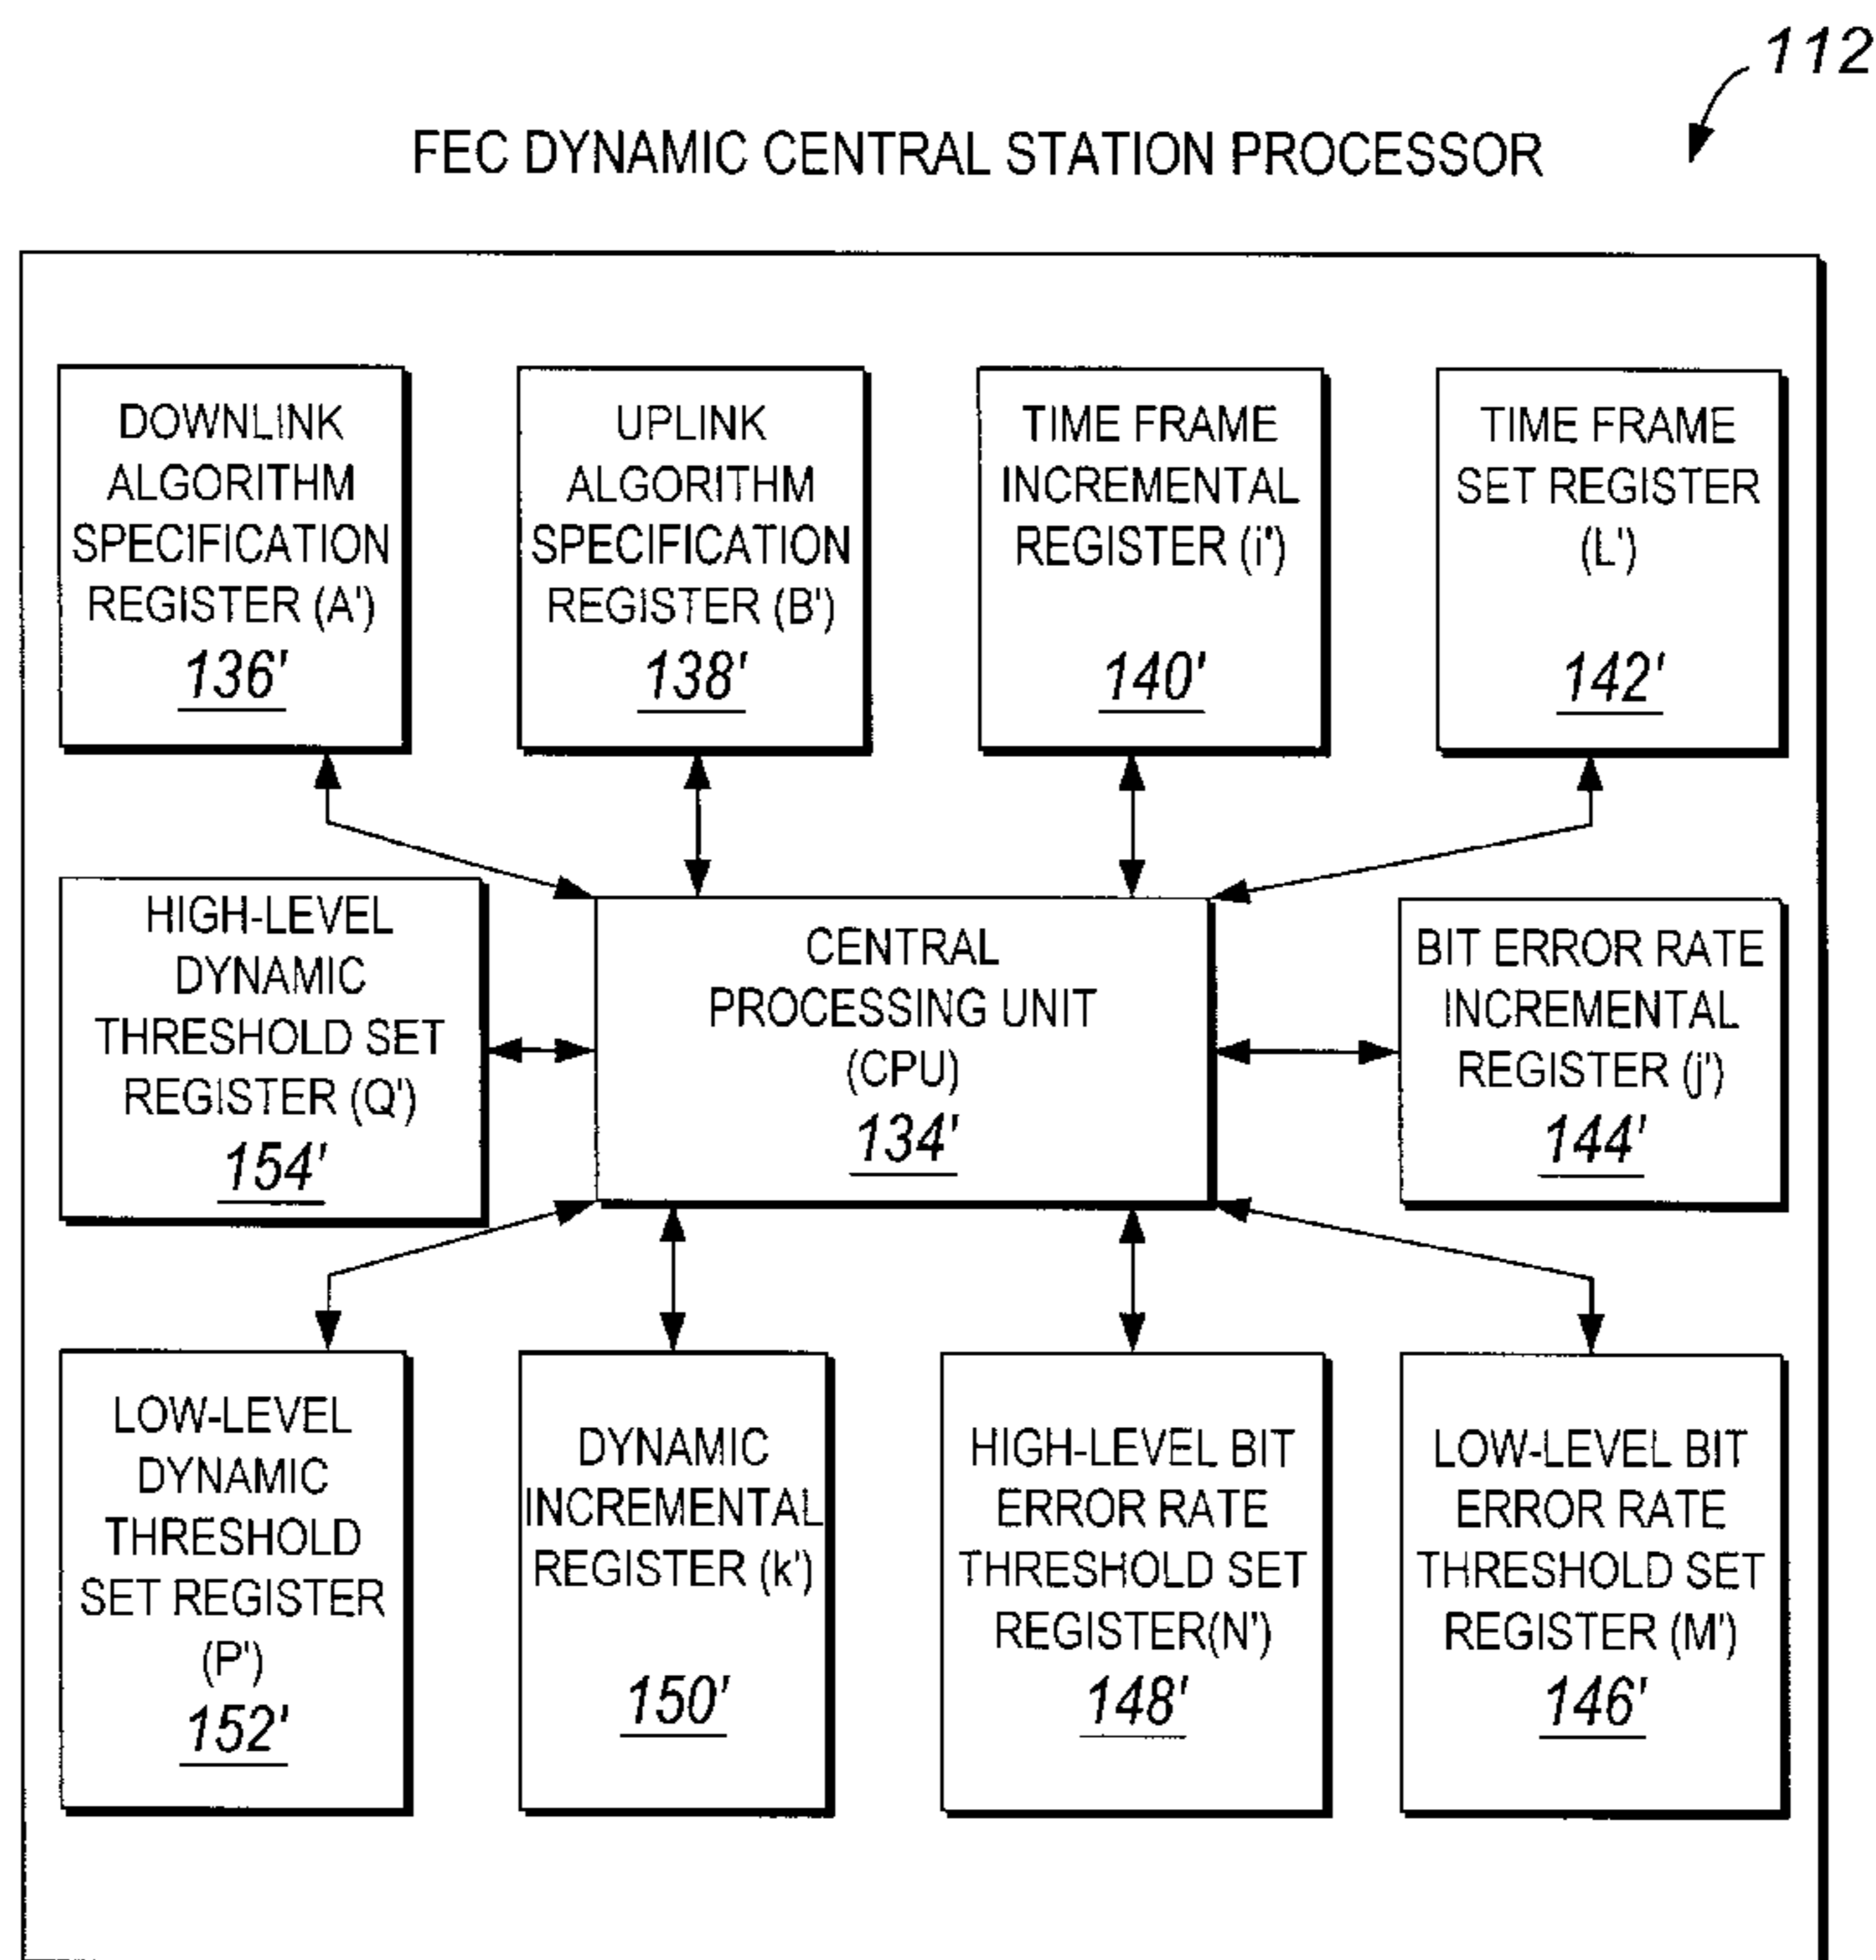 112
FEC DYNAMIC CENTRAL STATION PROCESSOR
DOWNLINK
ALGORITHM
SPECIFICATION
REGISTER (A')
136'
UPLINK
ALGORITHM
SPECIFICATION
REGISTER (B')
138'
TIME FRAME
INCREMENTAL
REGISTER (i')
140'
TIME FRAME
SET REGISTER
(L')
142'
HIGH-LEVEL
DYNAMIC
THRESHOLD SET
REGISTER (Q')
154'
CENTRAL
PROCESSING UNIT
(CPU)
134'
BIT ERROR RATE
INCREMENTAL
REGISTER (j')
144'
LOW-LEVEL
DYNAMIC
THRESHOLD
SET REGISTER
(P')
152'
DYNAMIC
INCREMENTAL
REGISTER (k')
150'
HIGH-LEVEL BIT
ERROR RATE
THRESHOLD SET
REGISTER(N')
148'
LOW-LEVEL BIT
ERROR RATE
THRESHOLD SET
REGISTER (M')
146'